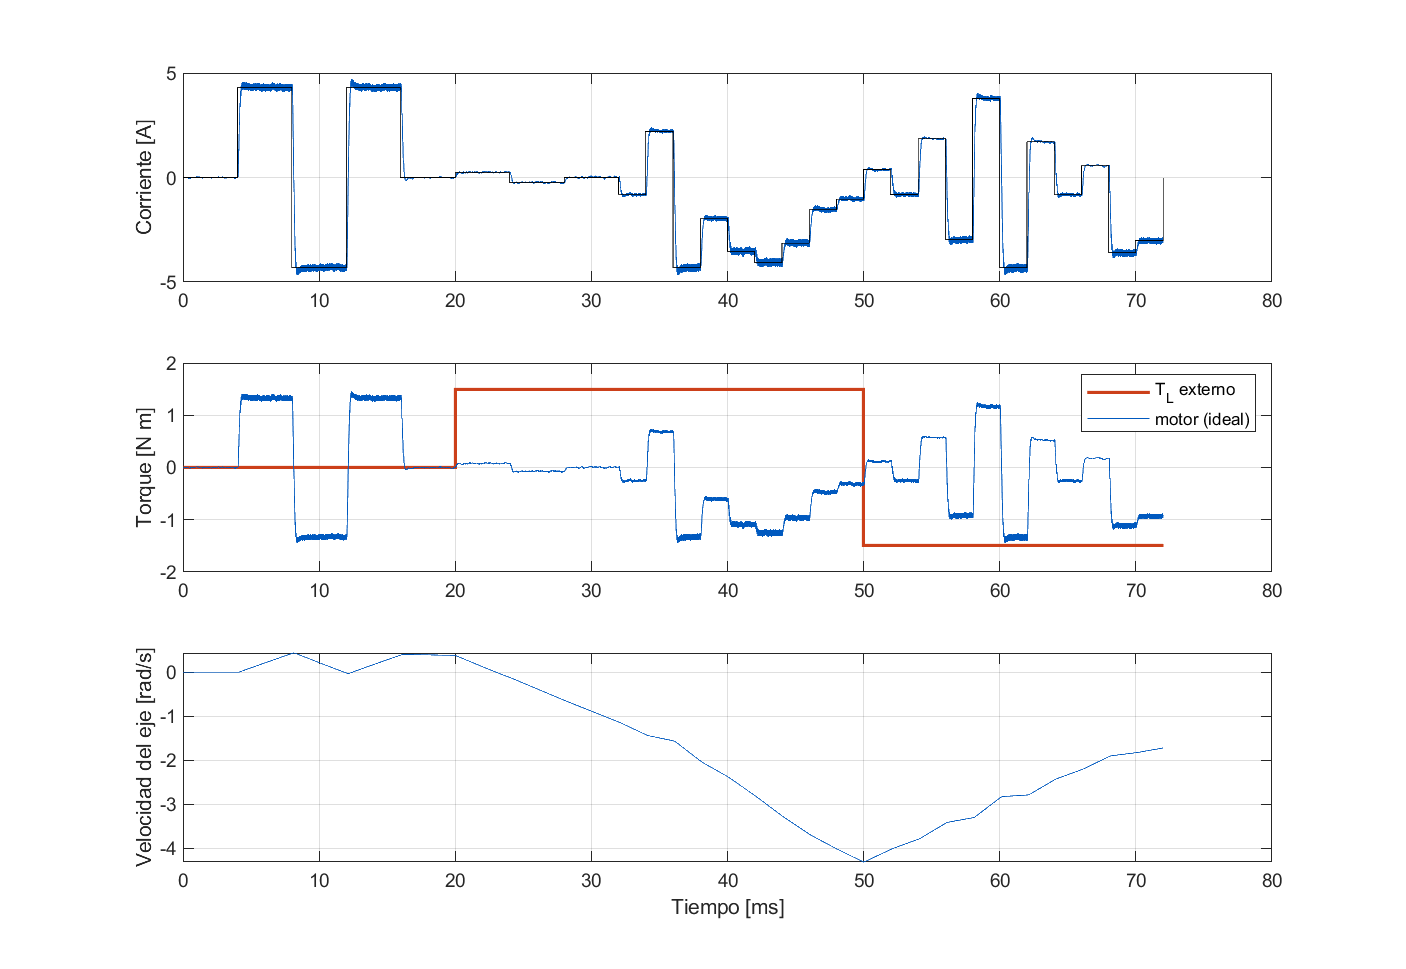 Corriente [A]
5
0
-5
0 10 20 30 40 50 60 70 80
Torque [N m]
2
1
0
-1
-2
T_L externo
motor (ideal)
0 10 20 30 40 50 60 70 80
Velocidad del eje [rad/s]
0
-1
-2
-3
-4
0 10 20 30 40 50 60 70 80
Tiempo [ms]